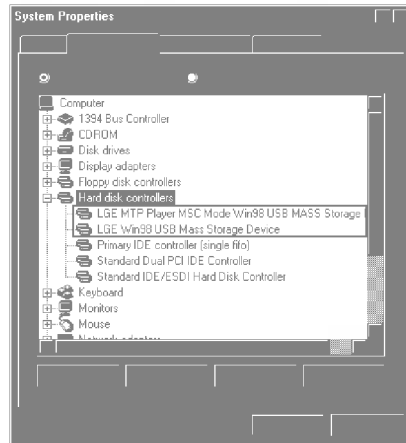 System Properties
Computer
1394 Bus Controller
CDROM
Disk drives
Display adapters
Floppy disk controllers
Hard disk controllers
LGE MTP Player MSC Mode Win98 USB MASS Storage
LGE Win98 USB Mass Storage Device
Primary IDE controller (single fifo)
Standard Dual PCI IDE Controller
Standard IDE/ESDI Hard Disk Controller
Keyboard
Monitors
Mouse
Network adapters